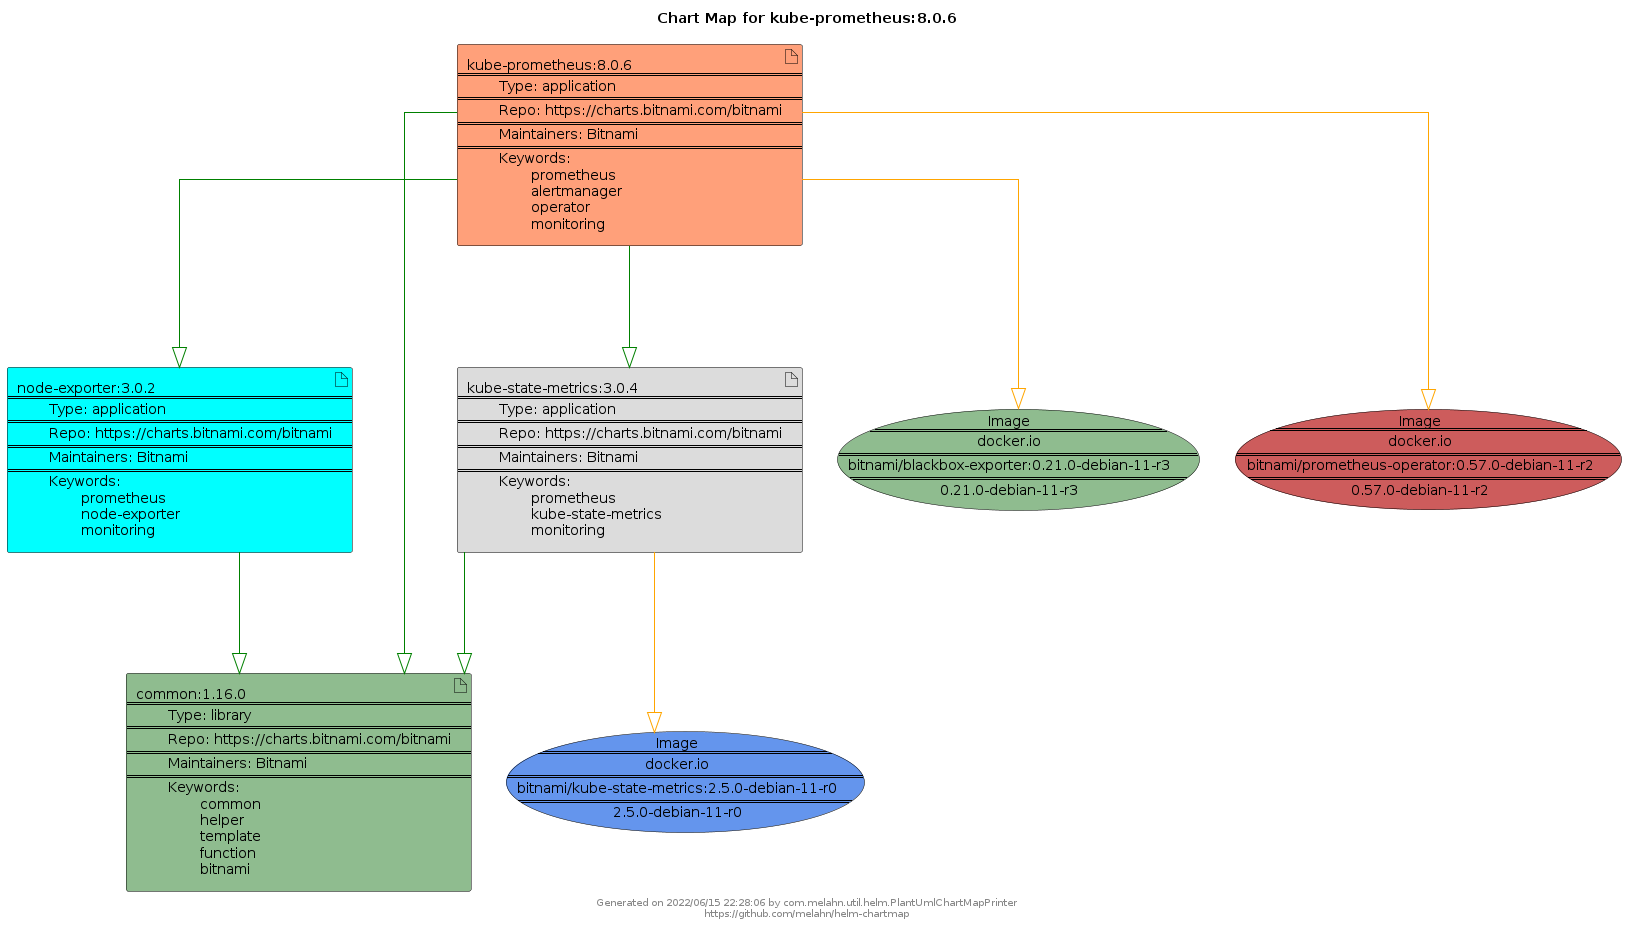 Chart Map for kube-prometheus:8.0.6
kube-prometheus:8.0.6
Type: application
Repo: https://charts.bitnami.com/bitnami
Maintainers: Bitnami
Keywords:
prometheus
alertmanager
operator
monitoring
node-exporter:3.0.2
Type: application
Repo: https://charts.bitnami.com/bitnami
Maintainers: Bitnami
Keywords:
prometheus
node-exporter
monitoring
kube-state-metrics:3.0.4
Type: application
Repo: https://charts.bitnami.com/bitnami
Maintainers: Bitnami
Keywords:
prometheus
kube-state-metrics
monitoring
Image
docker.io
bitnami/blackbox-exporter:0.21.0-debian-11-r3
0.21.0-debian-11-r3
Image
docker.io
bitnami/prometheus-operator:0.57.0-debian-11-r2
0.57.0-debian-11-r2
common:1.16.0
Type: library
Repo: https://charts.bitnami.com/bitnami
Maintainers: Bitnami
Keywords:
common
helper
template
function
bitnami
Image
docker.io
bitnami/kube-state-metrics:2.5.0-debian-11-r0
2.5.0-debian-11-r0
Generated on 2022/06/15 22:28:06 by com.melahn.util.helm.PlantUmlChartMapPrinter
https://github.com/melahn/helm-chartmap